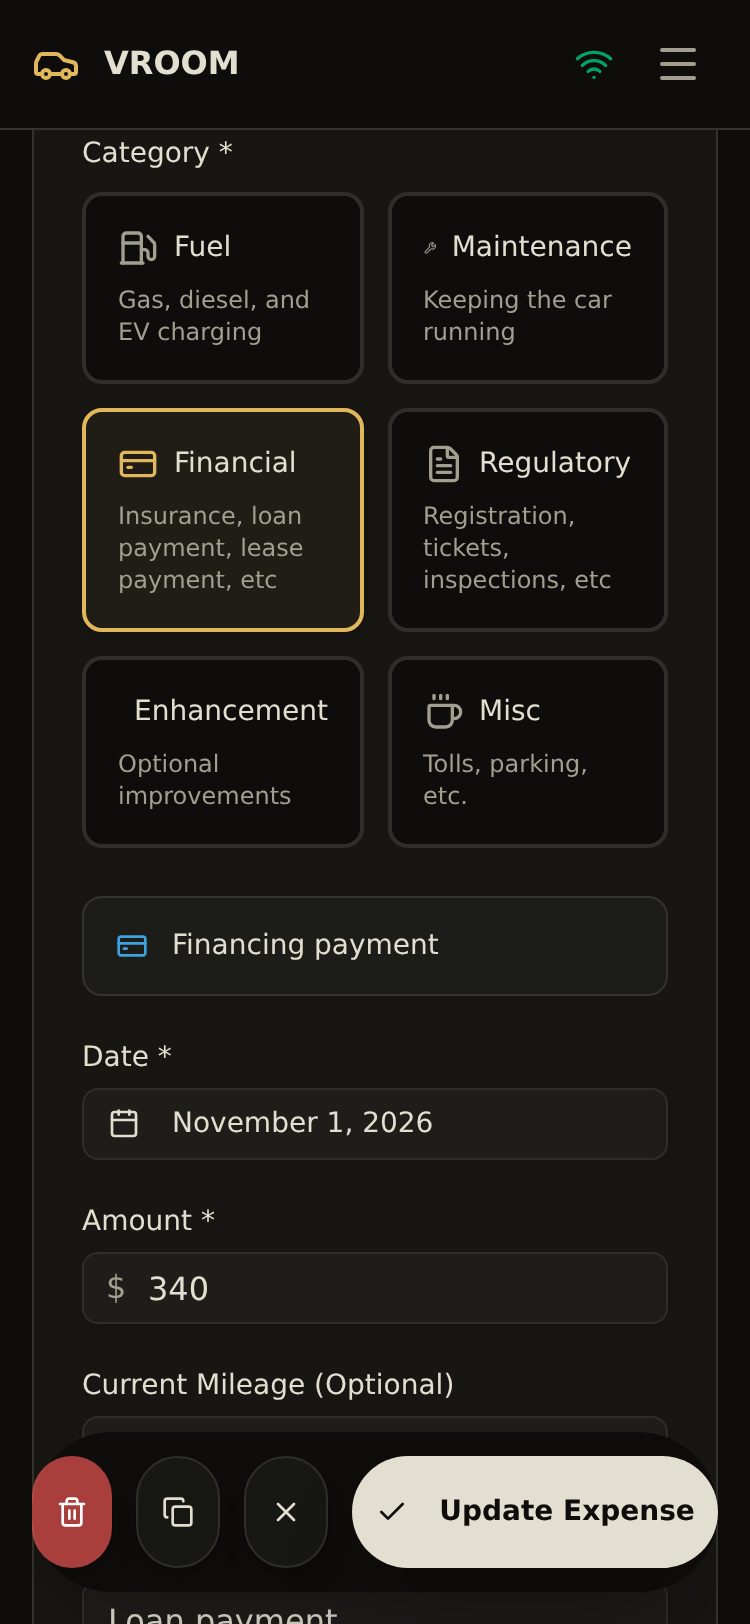 VROOM
Category *
Fuel
Gas, diesel, and
EV charging
Maintenance
Keeping the car
running
Financial
Insurance, loan
payment, lease
payment, etc
Regulatory
Registration,
tickets,
inspections, etc
Enhancement
Optional
improvements
Misc
Tolls, parking,
etc.
Financing payment
Date *
November 1, 2026
Amount *
$ 340
Current Mileage (Optional)
Update Expense
Loan payment